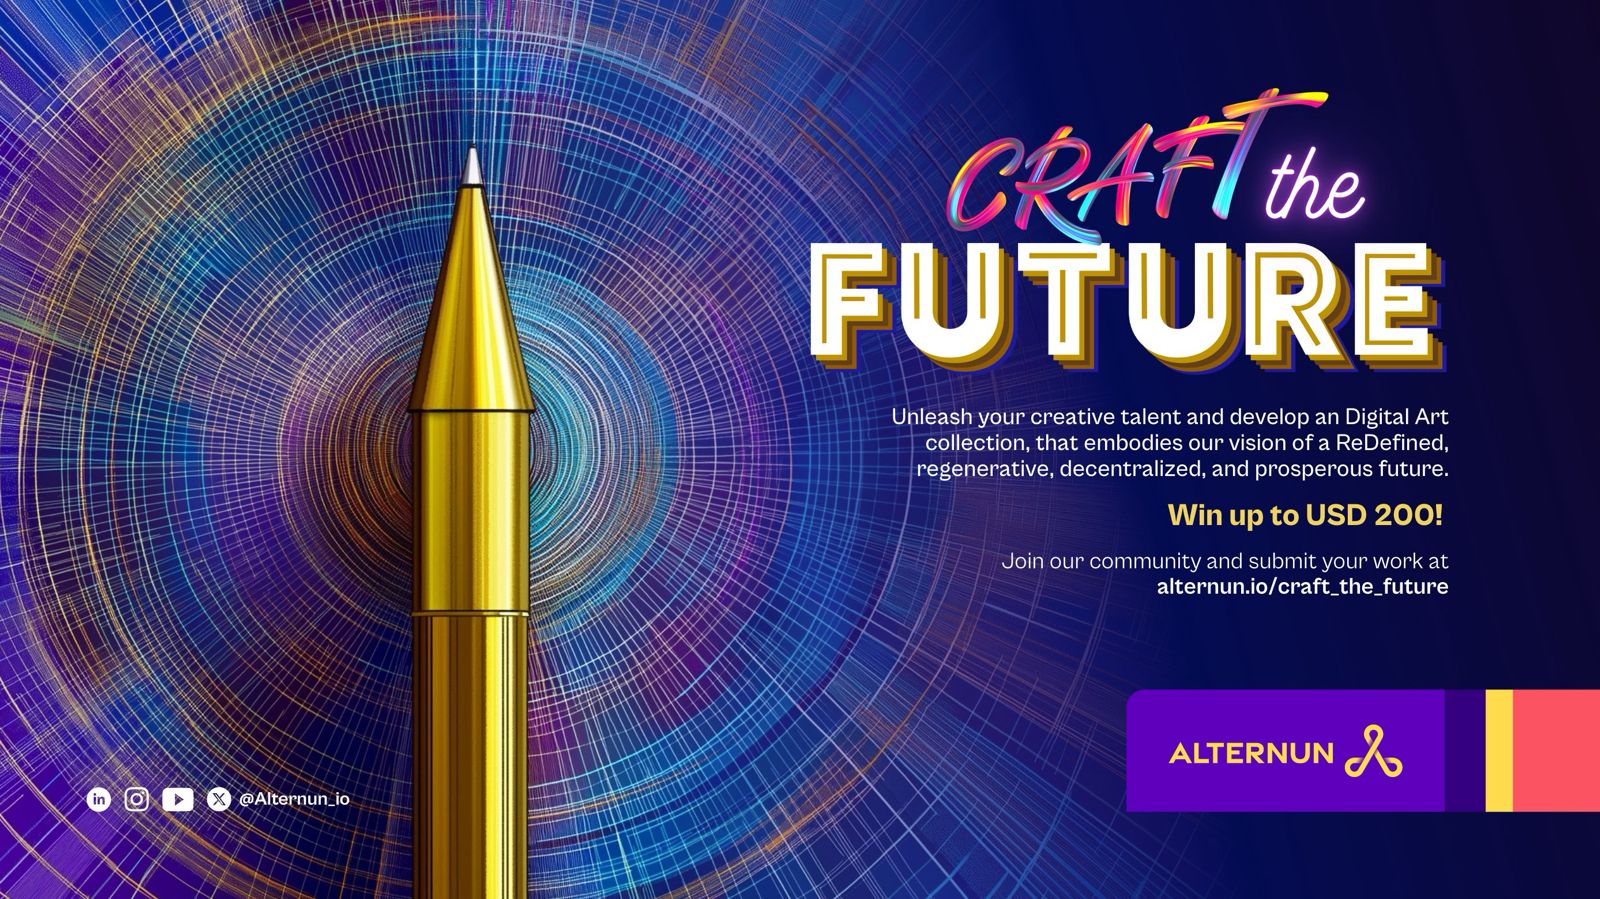 CRAFT the
FUTURE
Unleash your creative talent and develop an Digital Art
collection, that embodies our vision of a ReDefined,
regenerative, decentralized, and prosperous future.
Win up to USD 200!
Join our community and submit your work at
alternun.io/craft_the_future
ALTERNUN
in
X
@Alternun_io